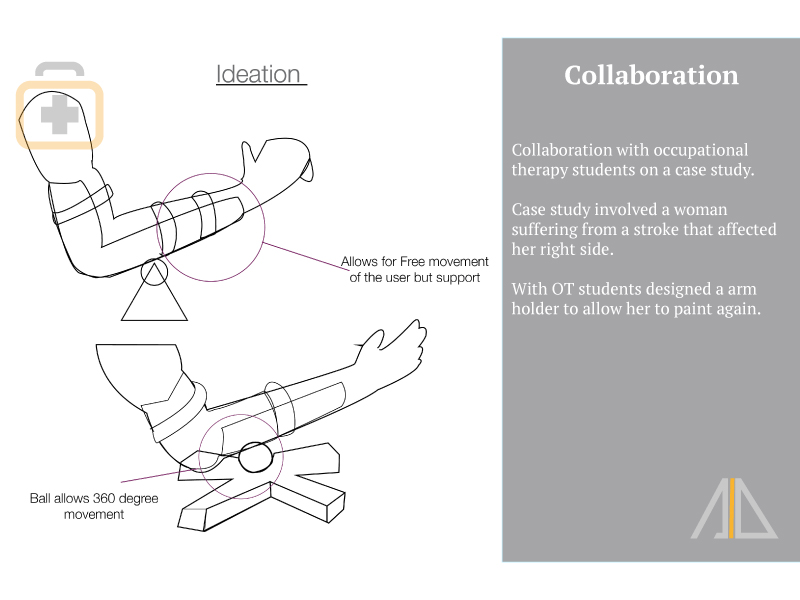 Ideation
Allows for Free movement
of the user but support
Ball allows 360 degree
movement
Collaboration
Collaboration with occupational
therapy students on a case study.
Case study involved a woman
suffering from a stroke that affected
her right side.
With OT students designed a arm
holder to allow her to paint again.